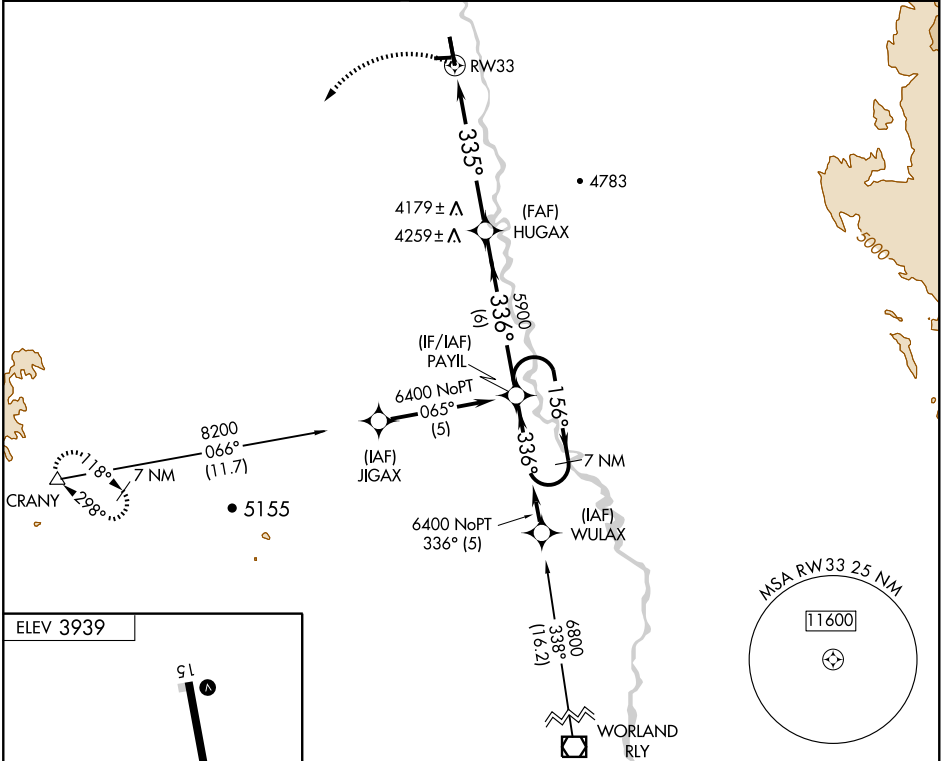 RW33
335°
4783
4179±
4259±
(FAF)
HUGAX
5900
336°
(6)
(IF/IAF)
PAYIL
6400 NoPT
065°
(5)
156°
336°
7 NM
8200
066°
(11.7)
(IAF)
JIGAX
118°
298°
7 NM
CRANY
5155
6400 NoPT
336° (5)
(IAF)
WULAX
5000
6800
338°
(16.2)
WORLAND
RLY
MSA RW33 25 NM
11600
ELEV 3939
15
V